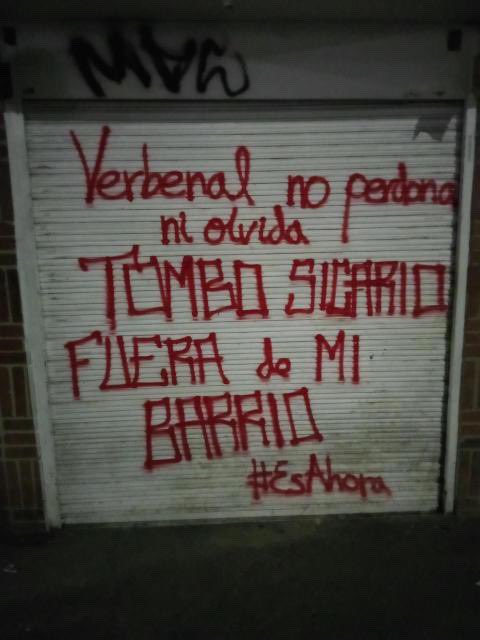 Verbenal no perdona
ni olvida
TOMBO SICARIO
FUERA de MI
BARRIO
#EsAhora